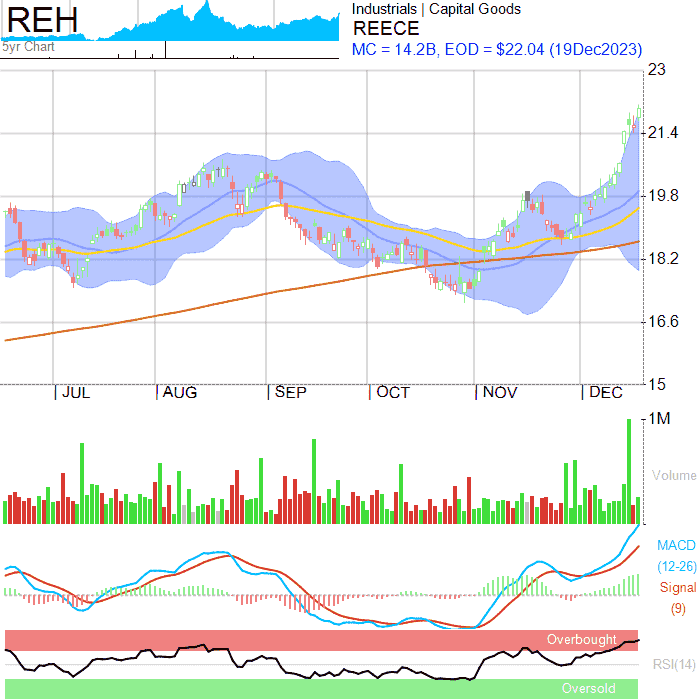 REH
5yr Chart
Industrials | Capital Goods
REECE
MC = 14.2B, EOD = $22.04 (19Dec2023)
23
21.4
19.8
18.2
16.6
15
JUL AUG SEP OCT NOV DEC
1M
Volume
MACD
(12-26)
Signal
(9)
Overbought
RSI(14)
Oversold